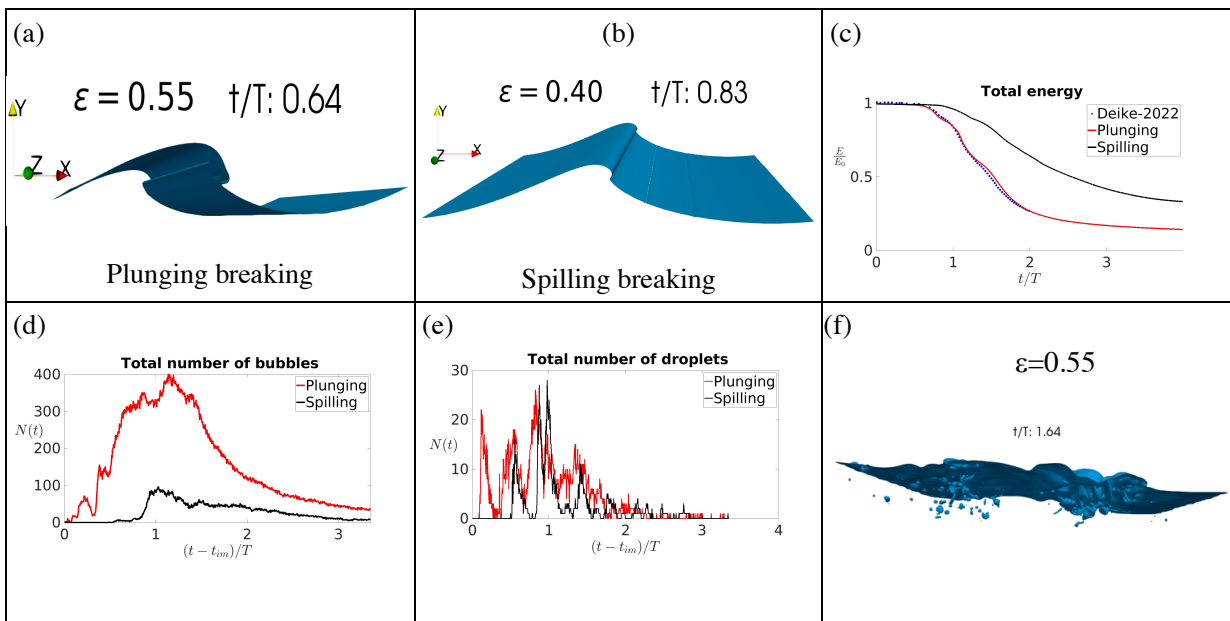 (a)
ε = 0.55 t/T: 0.64
Y
Z
X
Plunging breaking
(b)
ε = 0.40 t/T: 0.83
Y
Z
X
Spilling breaking
(c)
Total energy
Deike-2022
Plunging
Spilling
E/E₀
1
0.5
0
0 1 2 3
t/T
(d)
Total number of bubbles
Plunging
Spilling
N(t)
400
300
200
100
0
0 1 2 3
(t − t_im)/T
(e)
Total number of droplets
Plunging
Spilling
N(t)
30
20
10
0
0 1 2 3 4
(t − t_im)/T
(f)
ε=0.55
t/T: 1.64